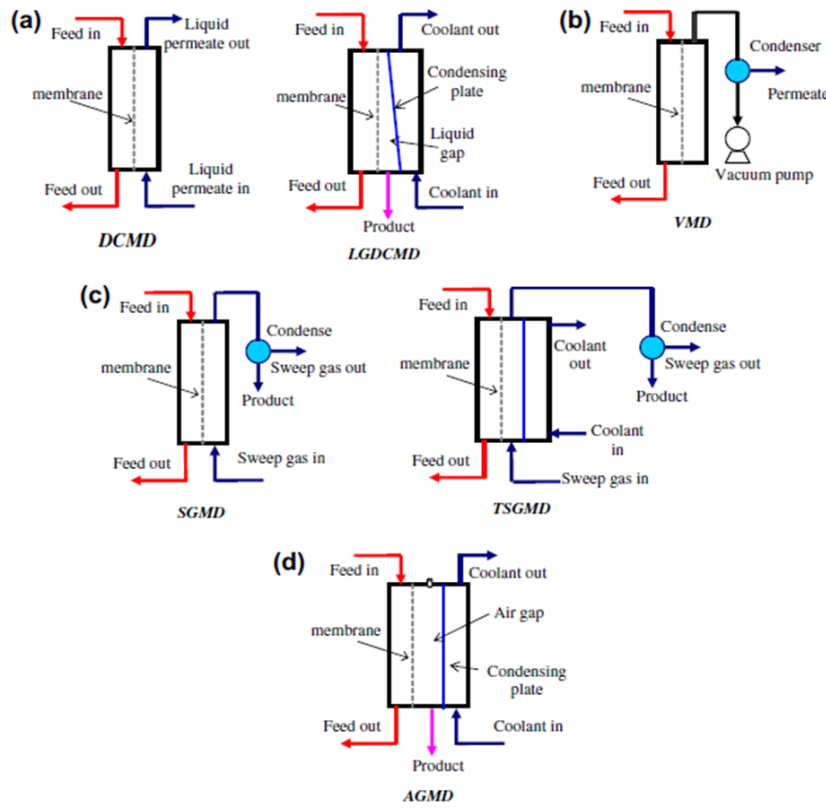 (a)
Feed in
Liquid
permeate out
membrane
Feed out
Liquid
permeate in
DCMD
Feed in
Coolant out
membrane
Condensing
plate
Liquid
gap
Feed out
Coolant in
Product
LGDCMD
(b)
Feed in
Condenser
membrane
Permeate
Feed out
Vacuum pump
VMD
(c)
Feed in
Condense
membrane
Sweep gas out
Product
Feed out
Sweep gas in
SGMD
Feed in
Condense
membrane
Coolant
out
Sweep gas out
Product
Coolant
in
Feed out
Sweep gas in
TSGMD
(d)
Feed in
Coolant out
membrane
Air gap
Condensing
plate
Feed out
Coolant in
Product
AGMD